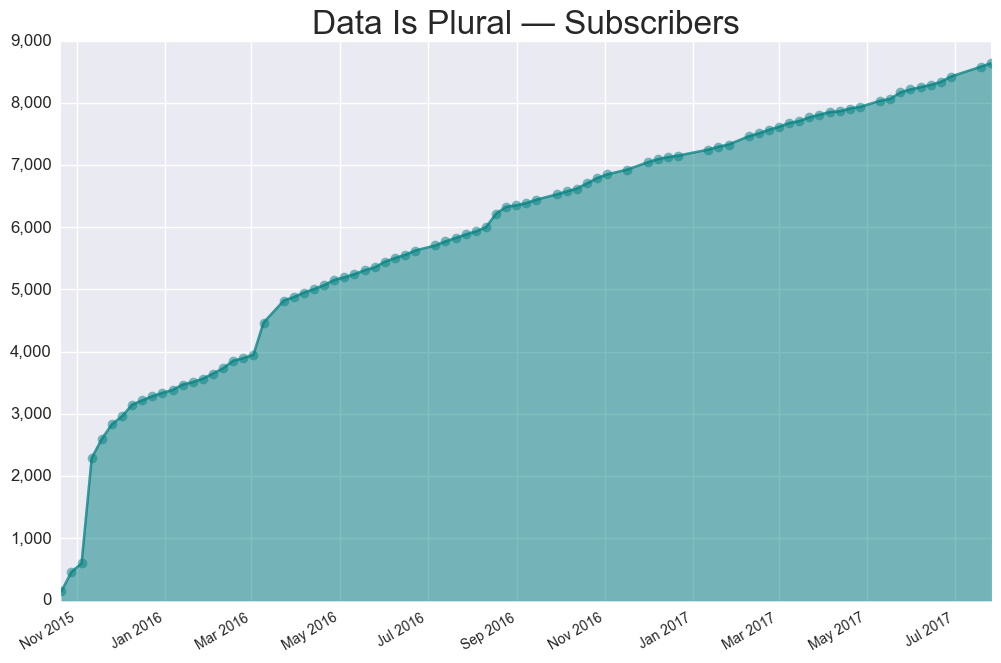 Data Is Plural — Subscribers
9,000
8,000
7,000
6,000
5,000
4,000
3,000
2,000
1,000
0
Nov 2015
Jan 2016
Mar 2016
May 2016
Jul 2016
Sep 2016
Nov 2016
Jan 2017
Mar 2017
May 2017
Jul 2017